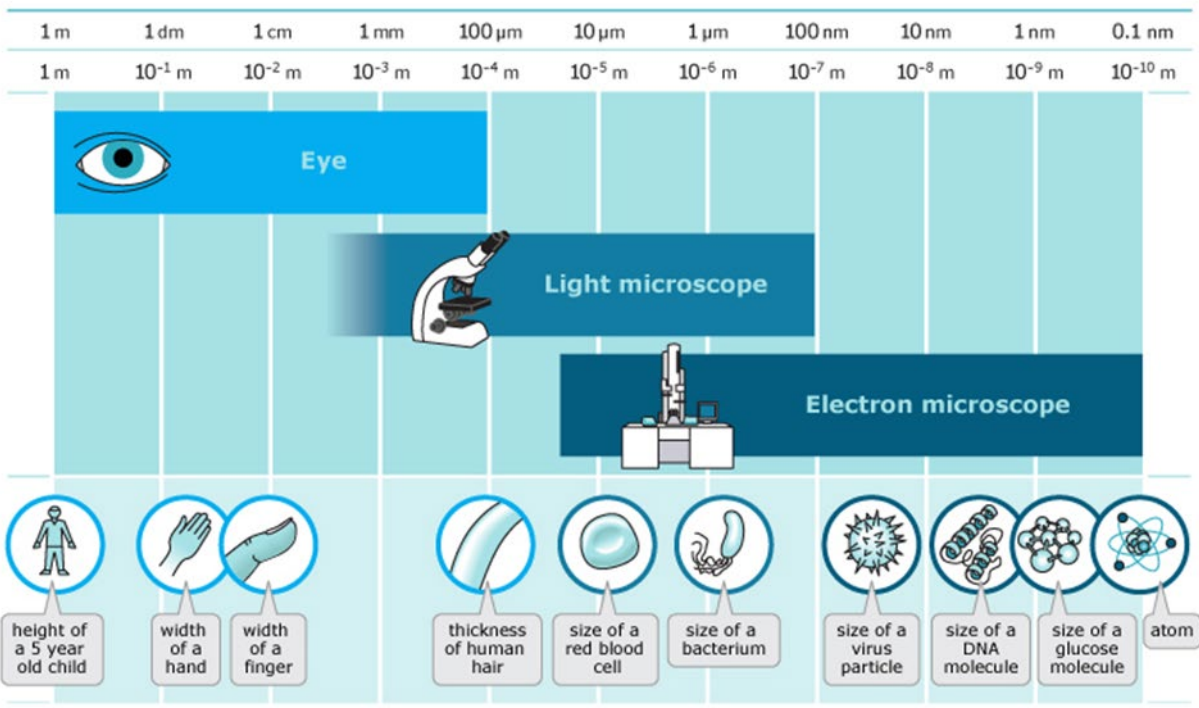 1 m 1 dm 1 cm 1 mm 100 µm 10 µm 1 µm 100 nm 10 nm 1 nm 0.1 nm
1 m 10⁻¹ m 10⁻² m 10⁻³ m 10⁻⁴ m 10⁻⁵ m 10⁻⁶ m 10⁻⁷ m 10⁻⁸ m 10⁻⁹ m 10⁻¹⁰ m
Eye
Light microscope
Electron microscope
height of
a 5 year
old child
width
of a
hand
width
of a
finger
thickness
of human
hair
size of a
red blood
cell
size of a
bacterium
size of a
virus
particle
size of a
DNA
molecule
size of a
glucose
molecule
atom